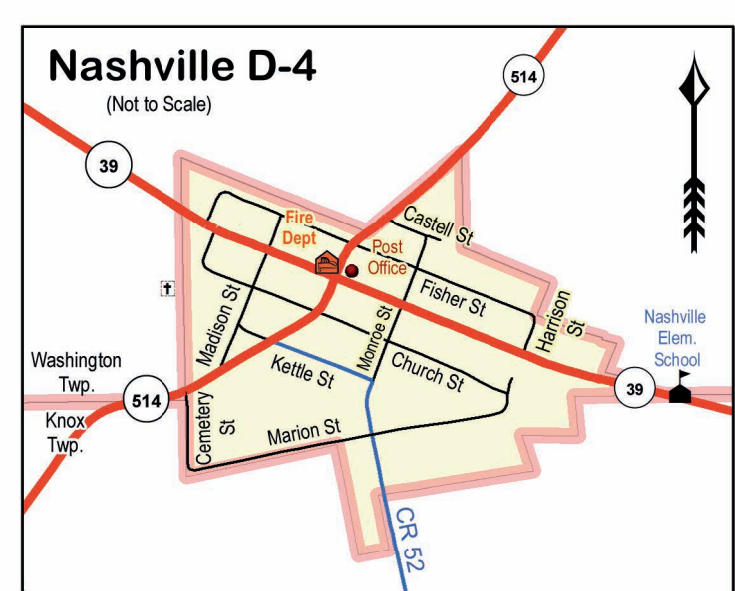 Nashville D-4
(Not to Scale)
514
39
Castell St
Fire
Dept
Post
Office
Fisher St
Harrison
St
Madison St
Monroe St
Nashville
Elem.
School
Washington
Twp.
Kettle St
Church St
39
514
Knox
Twp.
Cemetery
St
Marion St
CR 52